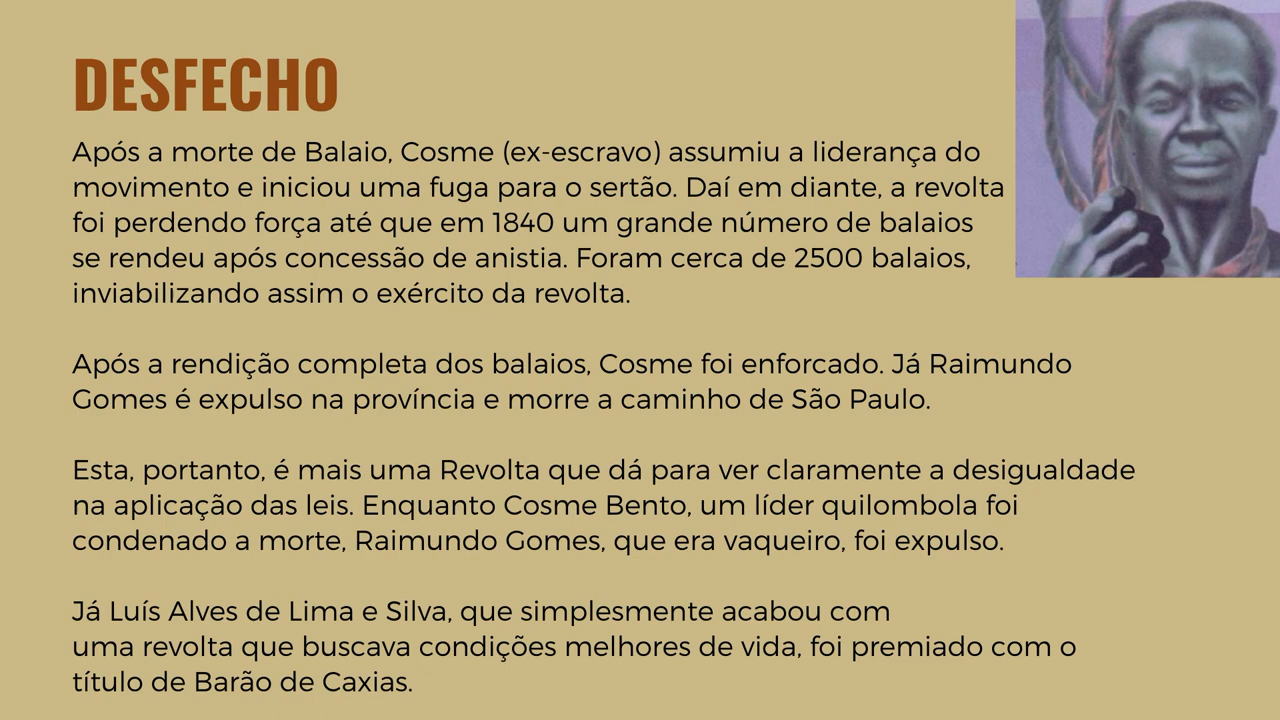 DESFECHO
Após a morte de Balaio, Cosme (ex-escravo) assumiu a liderança do
movimento e iniciou uma fuga para o sertão. Daí em diante, a revolta
foi perdendo força até que em 1840 um grande número de balaios
se rendeu após concessão de anistia. Foram cerca de 2500 balaios,
inviabilizando assim o exército da revolta.
Após a rendição completa dos balaios, Cosme foi enforcado. Já Raimundo
Gomes é expulso na província e morre a caminho de São Paulo.
Esta, portanto, é mais uma Revolta que dá para ver claramente a desigualdade
na aplicação das leis. Enquanto Cosme Bento, um líder quilombola foi
condenado a morte, Raimundo Gomes, que era vaqueiro, foi expulso.
Já Luís Alves de Lima e Silva, que simplesmente acabou com
uma revolta que buscava condições melhores de vida, foi premiado com o
título de Barão de Caxias.